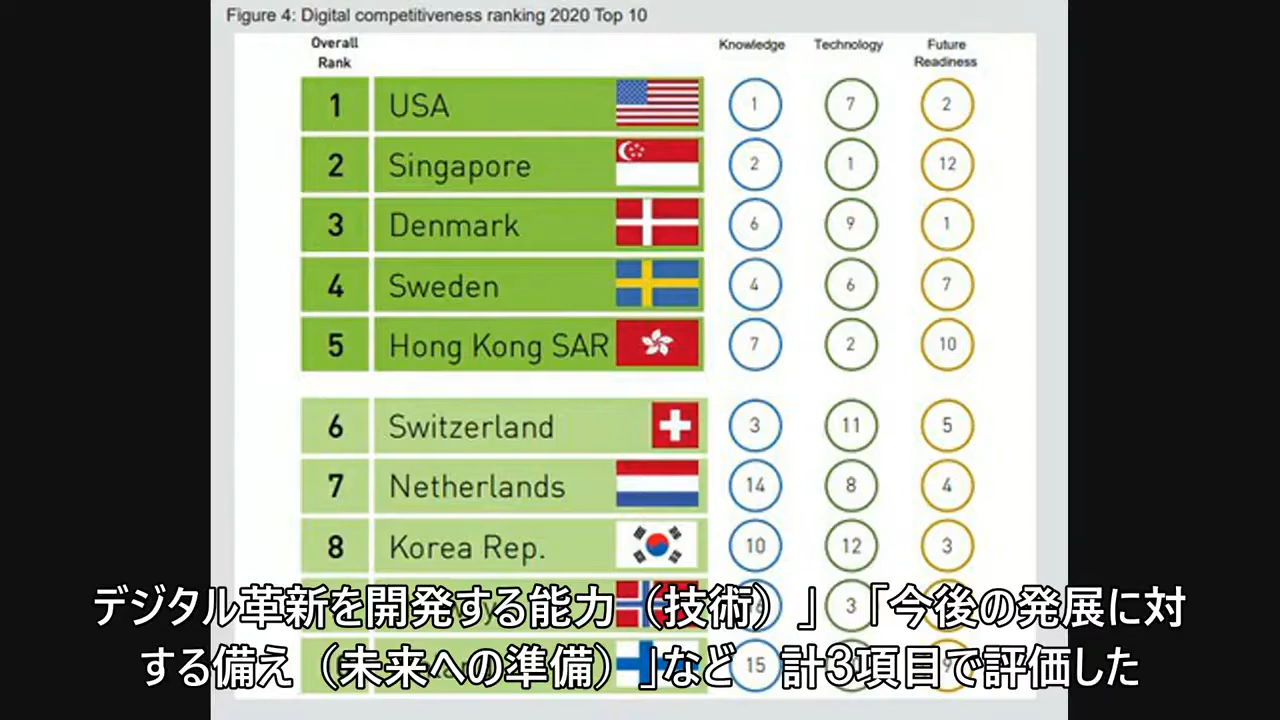 Figure 4: Digital competitiveness ranking 2020 Top 10
Overall Rank Knowledge Technology Future Readiness
1 USA 1 7 2
2 Singapore 2 1 12
3 Denmark 6 9 1
4 Sweden 4 6 7
5 Hong Kong SAR 7 2 10
6 Switzerland 3 11 5
7 Netherlands 14 8 4
8 Korea Rep. 10 12 3
3
15 9
デジタル革新を開発する能力（技術）」「今後の発展に対
する備え（未来への準備）」など 計3項目で評価した